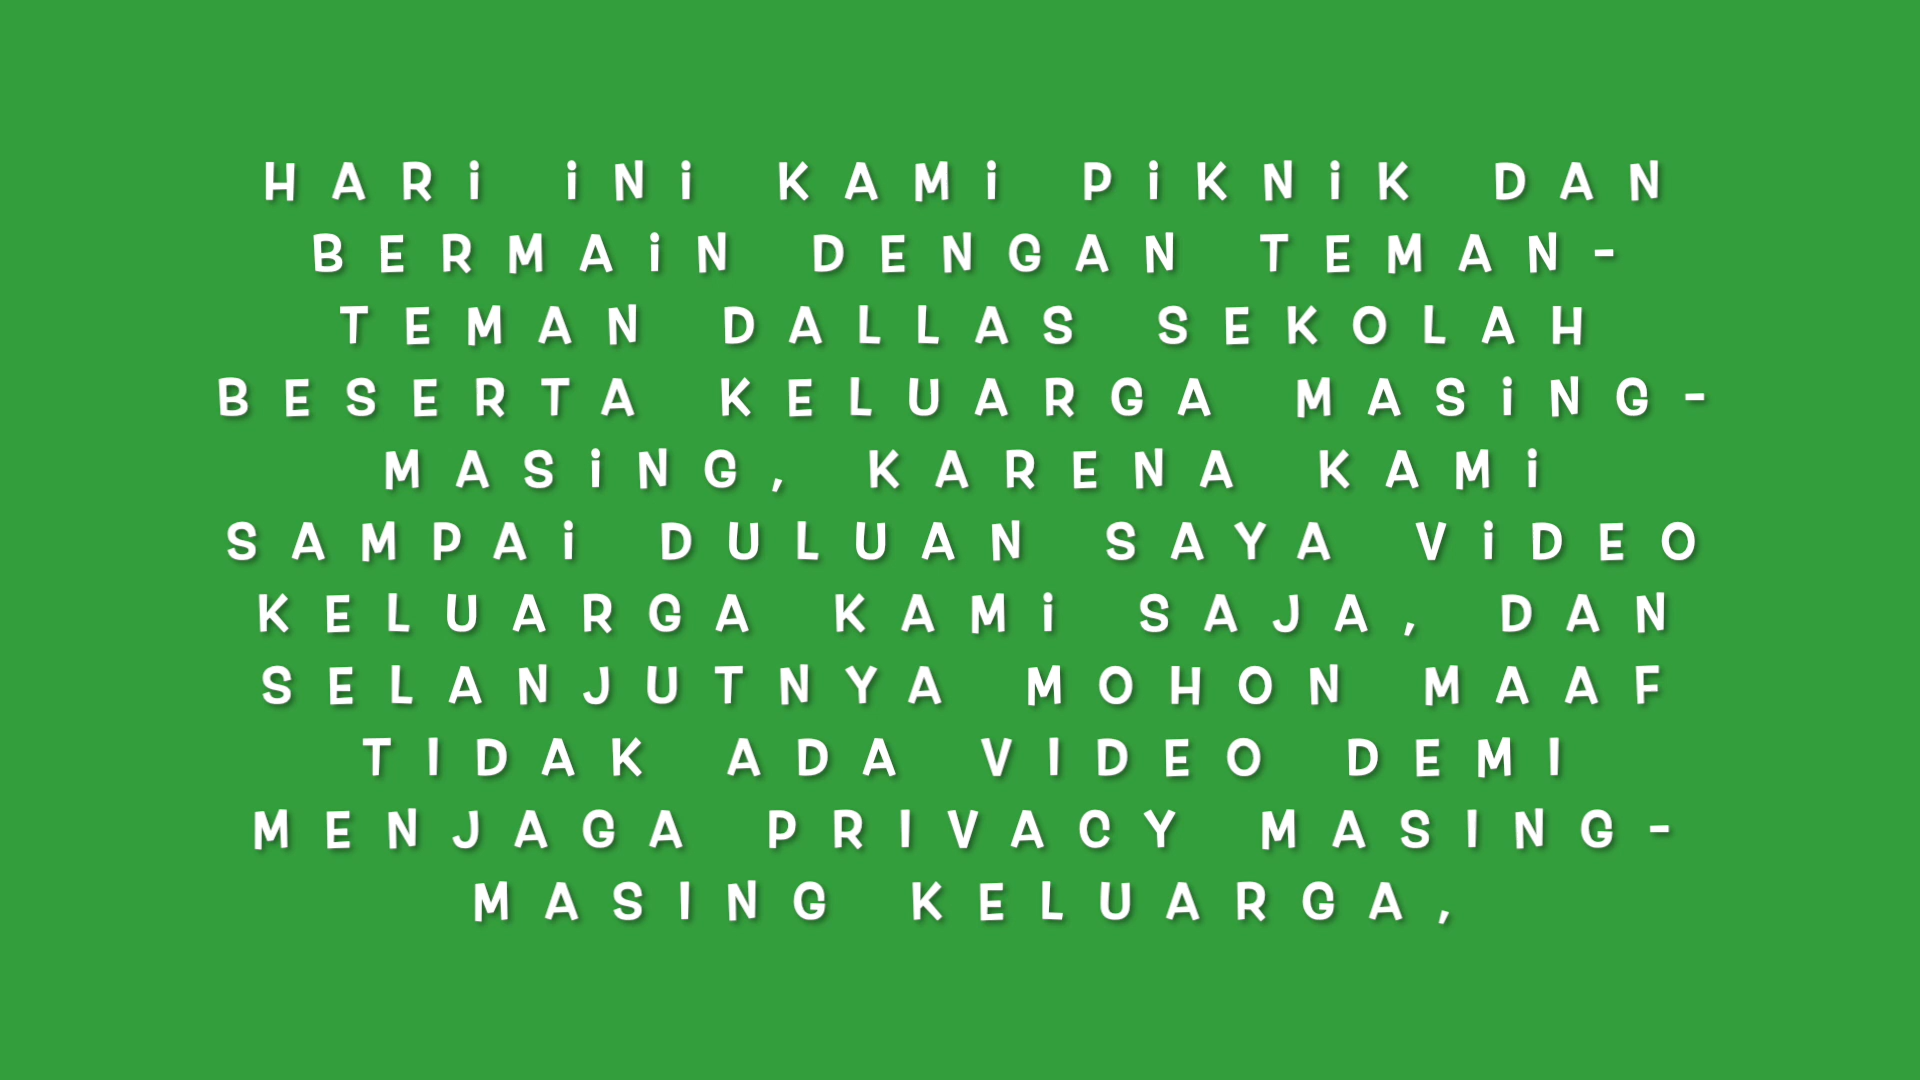 HARi iNi KAMi PiKNiK DAN
BERMAiN DENGAN TEMAN-
TEMAN DALLAS SEKOLAH
BESERTA KELUARGA MASiNG-
MASiNG, KARENA KAMi
SAMPAi DULUAN SAYA ViDEO
KELUARGA KAMi SAJA, DAN
SELANJUTNYA MOHON MAAF
TIDAK ADA VIDEO DEMI
MENJAGA PRIVACY MASING-
MASING KELUARGA,